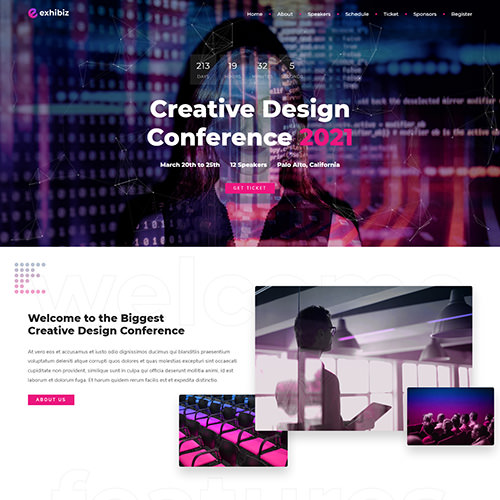 exhibiz
Home About Speakers Schedule Ticket Sponsors Register
213 19 32 5
DAYS HOURS MINUTES SECONDS
Creative Design
Conference 2021
March 20th to 25th 12 Speakers Palo Alto, California
GET TICKET
welcome
Welcome to the Biggest
Creative Design Conference
At vero eos et accusamus et iusto odio dignissimos ducimus qui blanditiis praesentium
voluptatum deleniti atque corrupti quos dolores et quas molestias excepturi sint occaecati
cupiditate non provident, similique sunt in culpa qui officia deserunt mollitia animi, id est
laborum et dolorum fuga. Et harum quidem rerum facilis est et expedita distinctio
ABOUT US
features